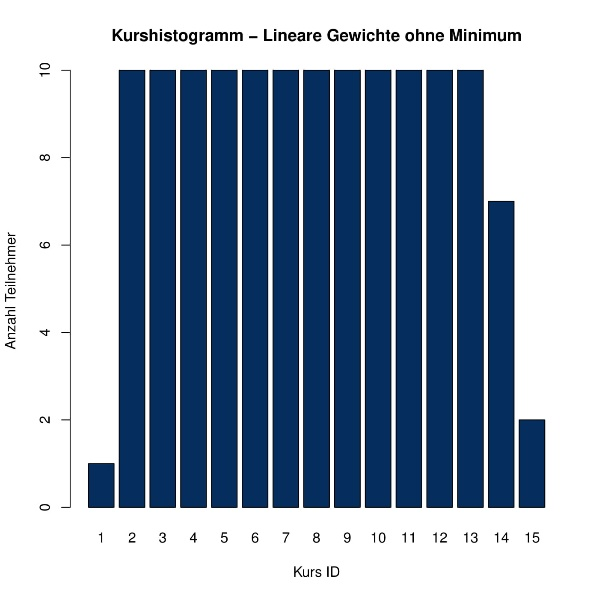 Kurshistogramm – Lineare Gewichte ohne Minimum
Anzahl Teilnehmer
10
8
6
4
2
0
1 2 3 4 5 6 7 8 9 10 11 12 13 14 15
Kurs ID